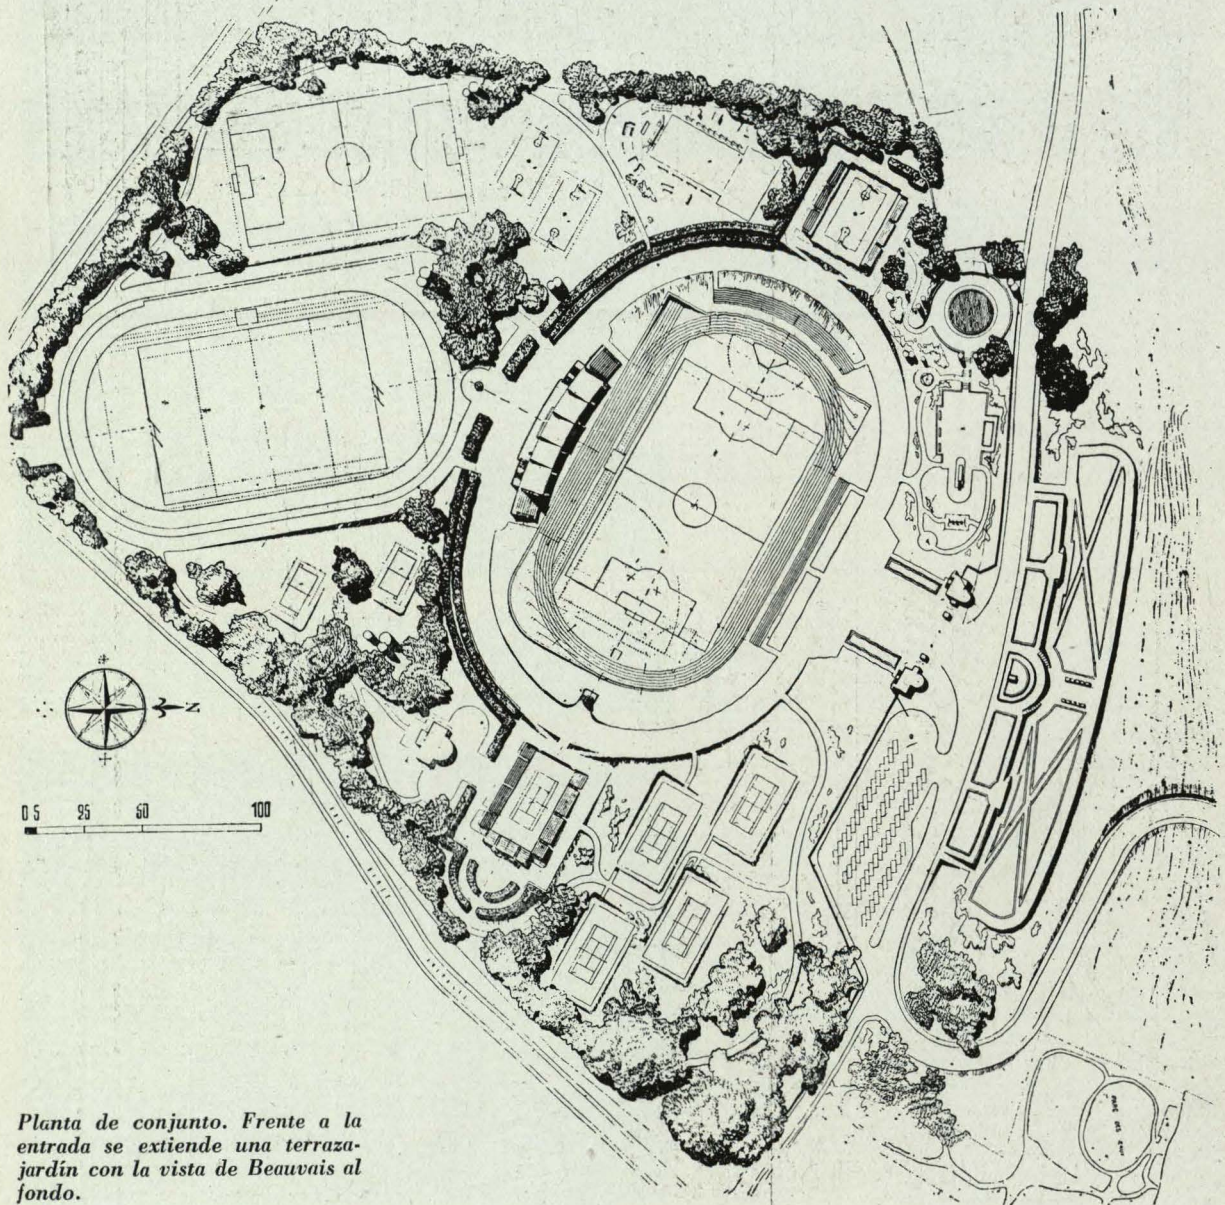 N
0 5 25 50 100
Planta de conjunto. Frente a la
entrada se extiende una terraza-
jardín con la vista de Beauvais al
fondo.